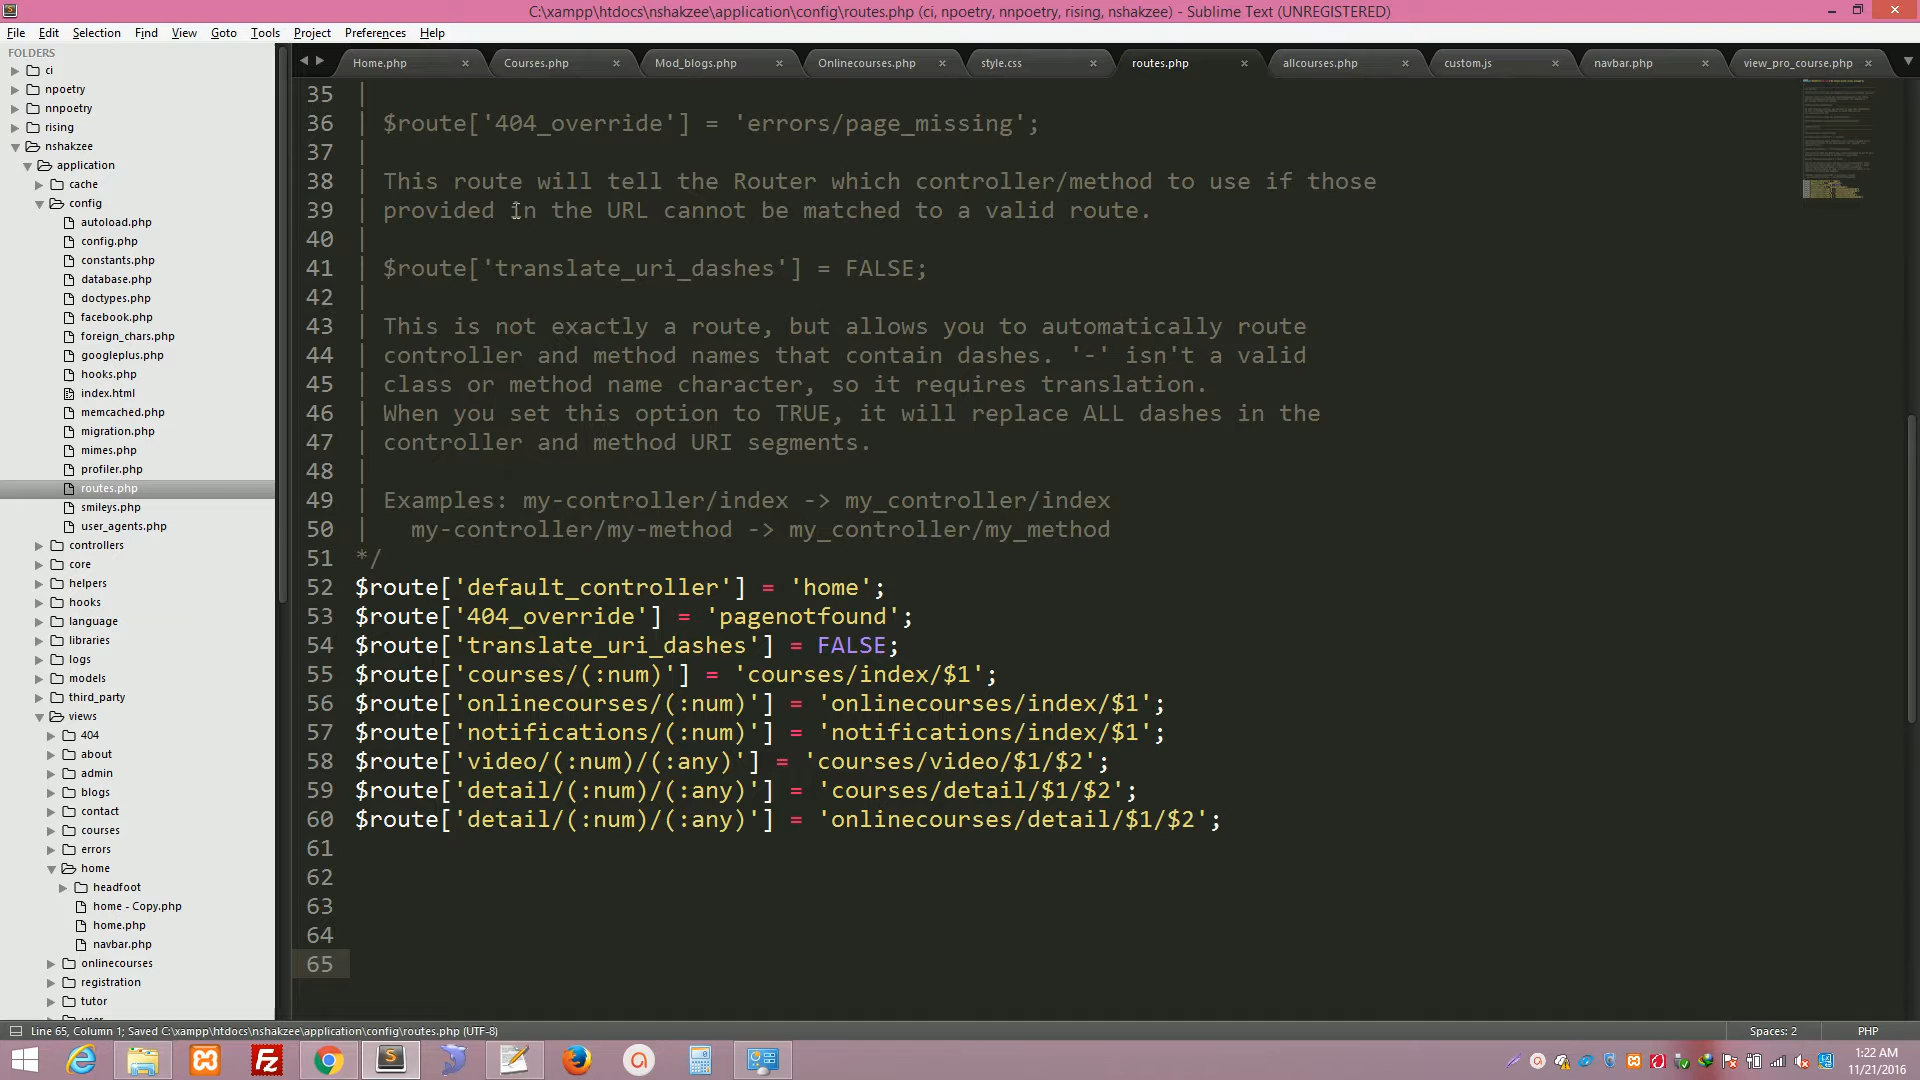 C:\xampp\htdocs\nshakzee\application\config\routes.php (ci, npoetry, nnpoetry, rising, nshakzee) - Sublime Text (UNREGISTERED)
File Edit Selection Find View Goto Tools Project Preferences Help
FOLDERS
ci
npoetry
nnpoetry
rising
nshakzee
application
cache
config
autoload.php
config.php
constants.php
database.php
doctypes.php
facebook.php
foreign_chars.php
googleplus.php
hooks.php
index.html
memcached.php
migration.php
mimes.php
profiler.php
routes.php
smileys.php
user_agents.php
controllers
core
helpers
hooks
language
libraries
logs
models
third_party
views
404
about
admin
blogs
contact
courses
errors
home
headfoot
home - Copy.php
home.php
navbar.php
onlinecourses
registration
tutor
Home.php Courses.php Mod_blogs.php Onlinecourses.php style.css routes.php allcourses.php custom.js navbar.php view_pro_course.php
35 |
36 | $route['404_override'] = 'errors/page_missing';
37 |
38 | This route will tell the Router which controller/method to use if those
39 | provided in the URL cannot be matched to a valid route.
40 |
41 | $route['translate_uri_dashes'] = FALSE;
42 |
43 | This is not exactly a route, but allows you to automatically route
44 | controller and method names that contain dashes. '-' isn't a valid
45 | class or method name character, so it requires translation.
46 | When you set this option to TRUE, it will replace ALL dashes in the
47 | controller and method URI segments.
48 |
49 | Examples: my-controller/index -> my_controller/index
50 |   my-controller/my-method -> my_controller/my_method
51 */
52 $route['default_controller'] = 'home';
53 $route['404_override'] = 'pagenotfound';
54 $route['translate_uri_dashes'] = FALSE;
55 $route['courses/(:num)'] = 'courses/index/$1';
56 $route['onlinecourses/(:num)'] = 'onlinecourses/index/$1';
57 $route['notifications/(:num)'] = 'notifications/index/$1';
58 $route['video/(:num)/(:any)'] = 'courses/video/$1/$2';
59 $route['detail/(:num)/(:any)'] = 'courses/detail/$1/$2';
60 $route['detail/(:num)/(:any)'] = 'onlinecourses/detail/$1/$2';
61
62
63
64
65
Line 65, Column 1; Saved C:\xampp\htdocs\nshakzee\application\config\routes.php (UTF-8)
Spaces: 2
PHP
1:22 AM
11/21/2016